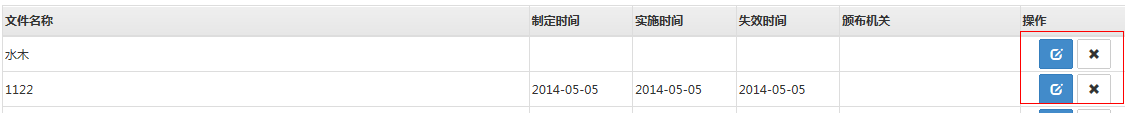 文件名称 制定时间 实施时间 失效时间 颁布机关 操作
水木
1122 2014-05-05 2014-05-05 2014-05-05